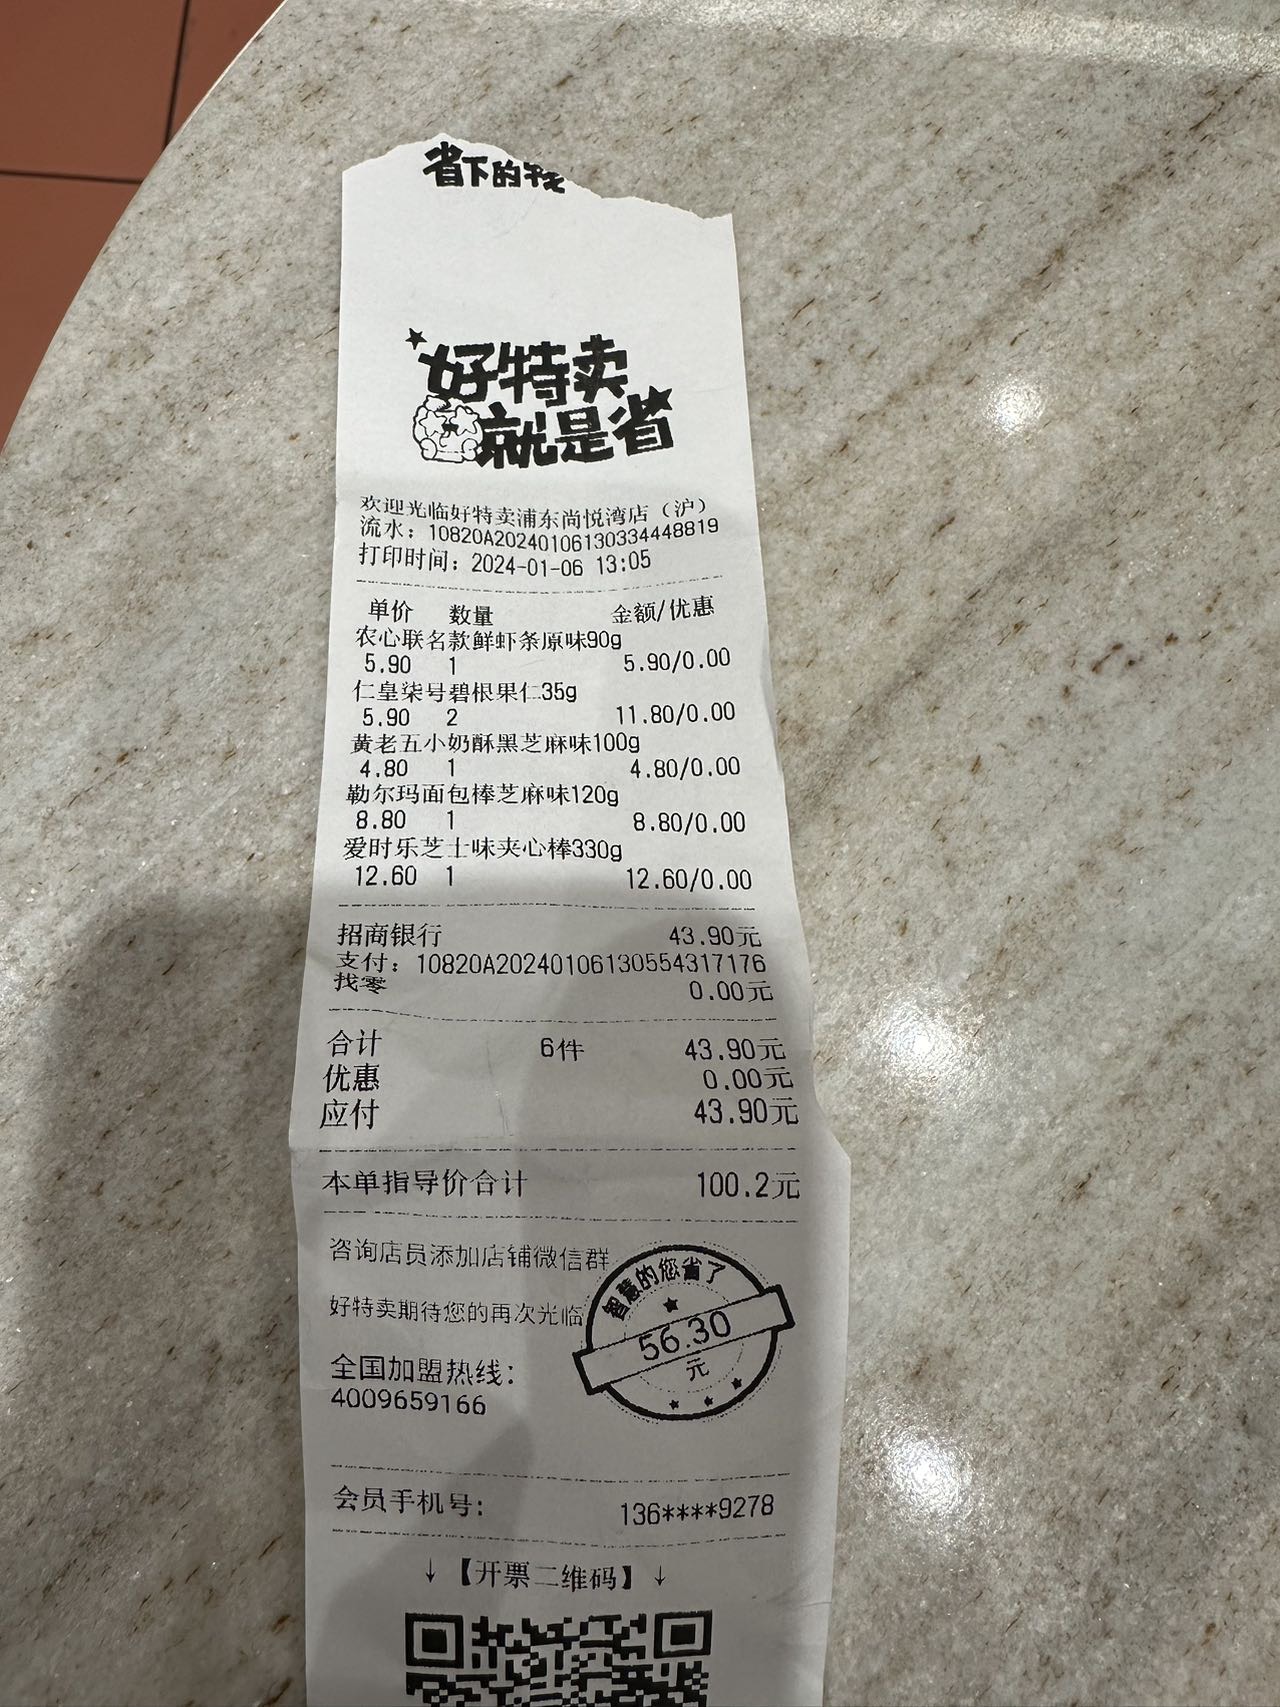 省下的钱
好特卖
就是省
欢迎光临好特卖浦东尚悦湾店（沪）
流水：10820A20240106130334448819
打印时间：2024-01-06 13:05
单价 数量 金额/优惠
农心联名款鲜虾条原味90g
5.90 1 5.90/0.00
仁皇柒号碧根果仁35g
5.90 2 11.80/0.00
黄老五小奶酥黑芝麻味100g
4.80 1 4.80/0.00
勒尔玛面包棒芝麻味120g
8.80 1 8.80/0.00
爱时乐芝士味夹心棒330g
12.60 1 12.60/0.00
招商银行 43.90元
支付：10820A20240106130554317176
找零 0.00元
合计 6件 43.90元
优惠 0.00元
应付 43.90元
本单指导价合计 100.2元
咨询店员添加店铺微信群
好特卖期待您的再次光临
智慧的您省了
56.30
元
全国加盟热线：
4009659166
会员手机号： 136****9278
↓【开票二维码】↓